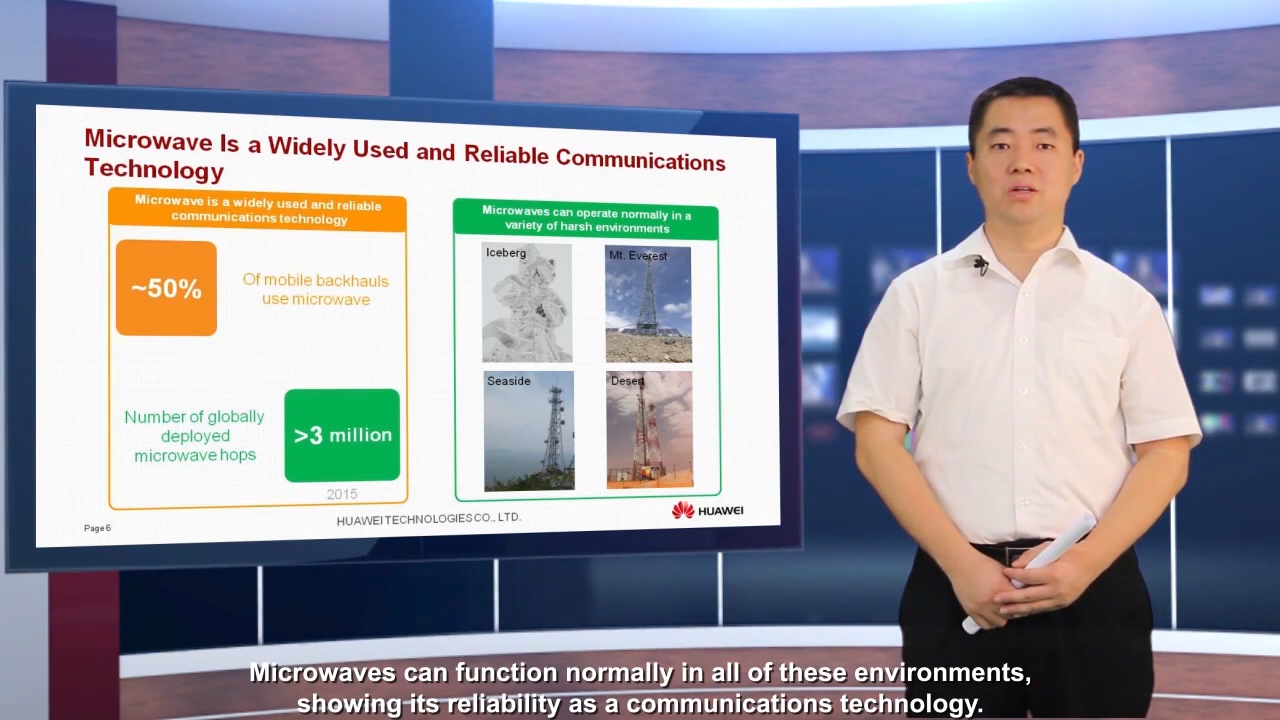 Microwave Is a Widely Used and Reliable Communications
Technology
Microwave is a widely used and reliable
communications technology
~50%
Of mobile backhauls
use microwave
Number of globally
deployed
microwave hops
>3 million
2015
Microwaves can operate normally in a
variety of harsh environments
Iceberg
Mt. Everest
Seaside
Desert
Page 6
HUAWEI TECHNOLOGIES CO., LTD.
HUAWEI
Microwaves can function normally in all of these environments,
showing its reliability as a communications technology.